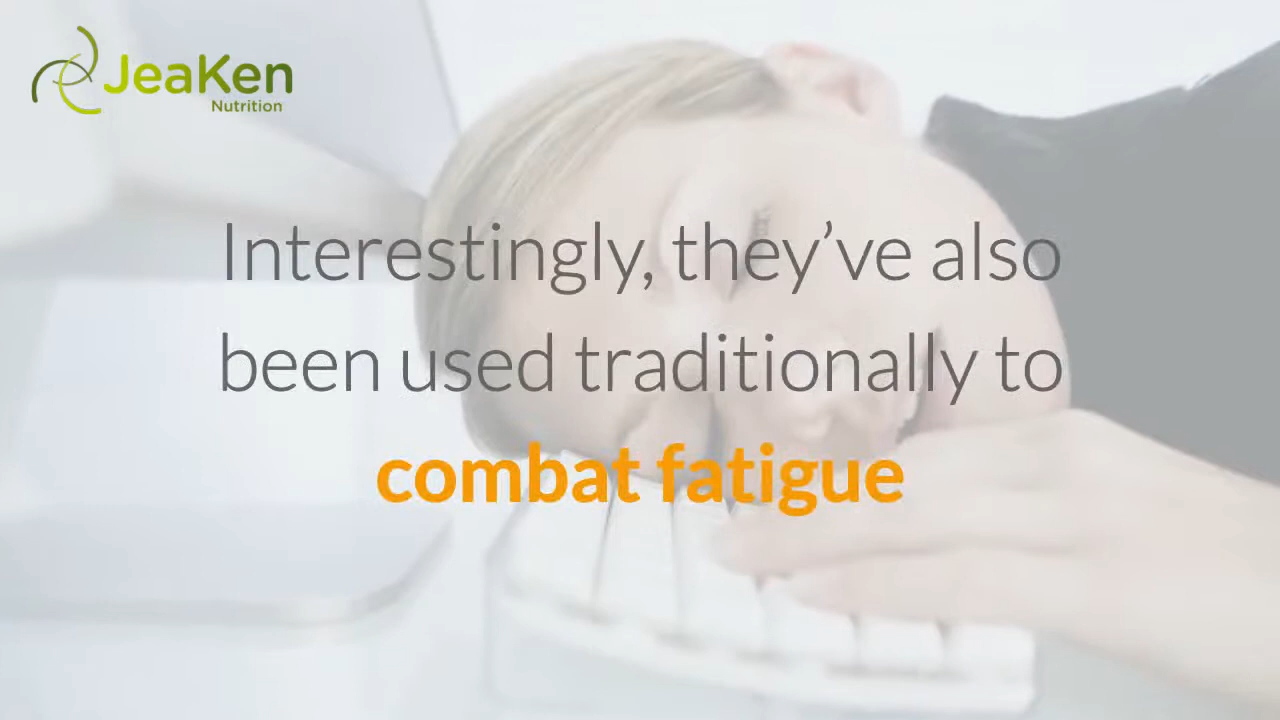 JeaKen
Nutrition
Interestingly, they’ve also
been used traditionally to
combat fatigue